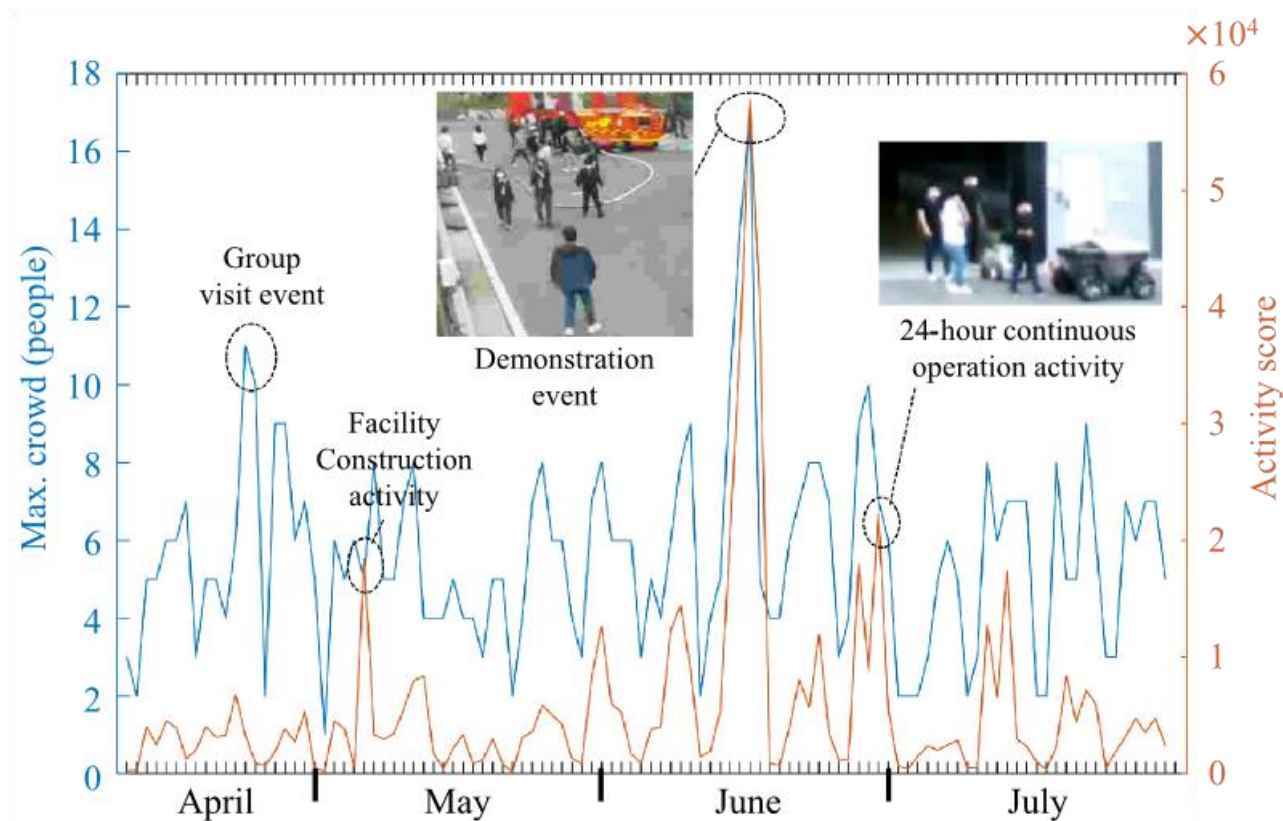 ×10⁴
18
16
14
12
10
8
6
4
2
0
Max. crowd (people)
6
5
4
3
2
1
0
Activity score
Group
visit event
Facility
Construction
activity
Demonstration
event
24-hour continuous
operation activity
April
May
June
July